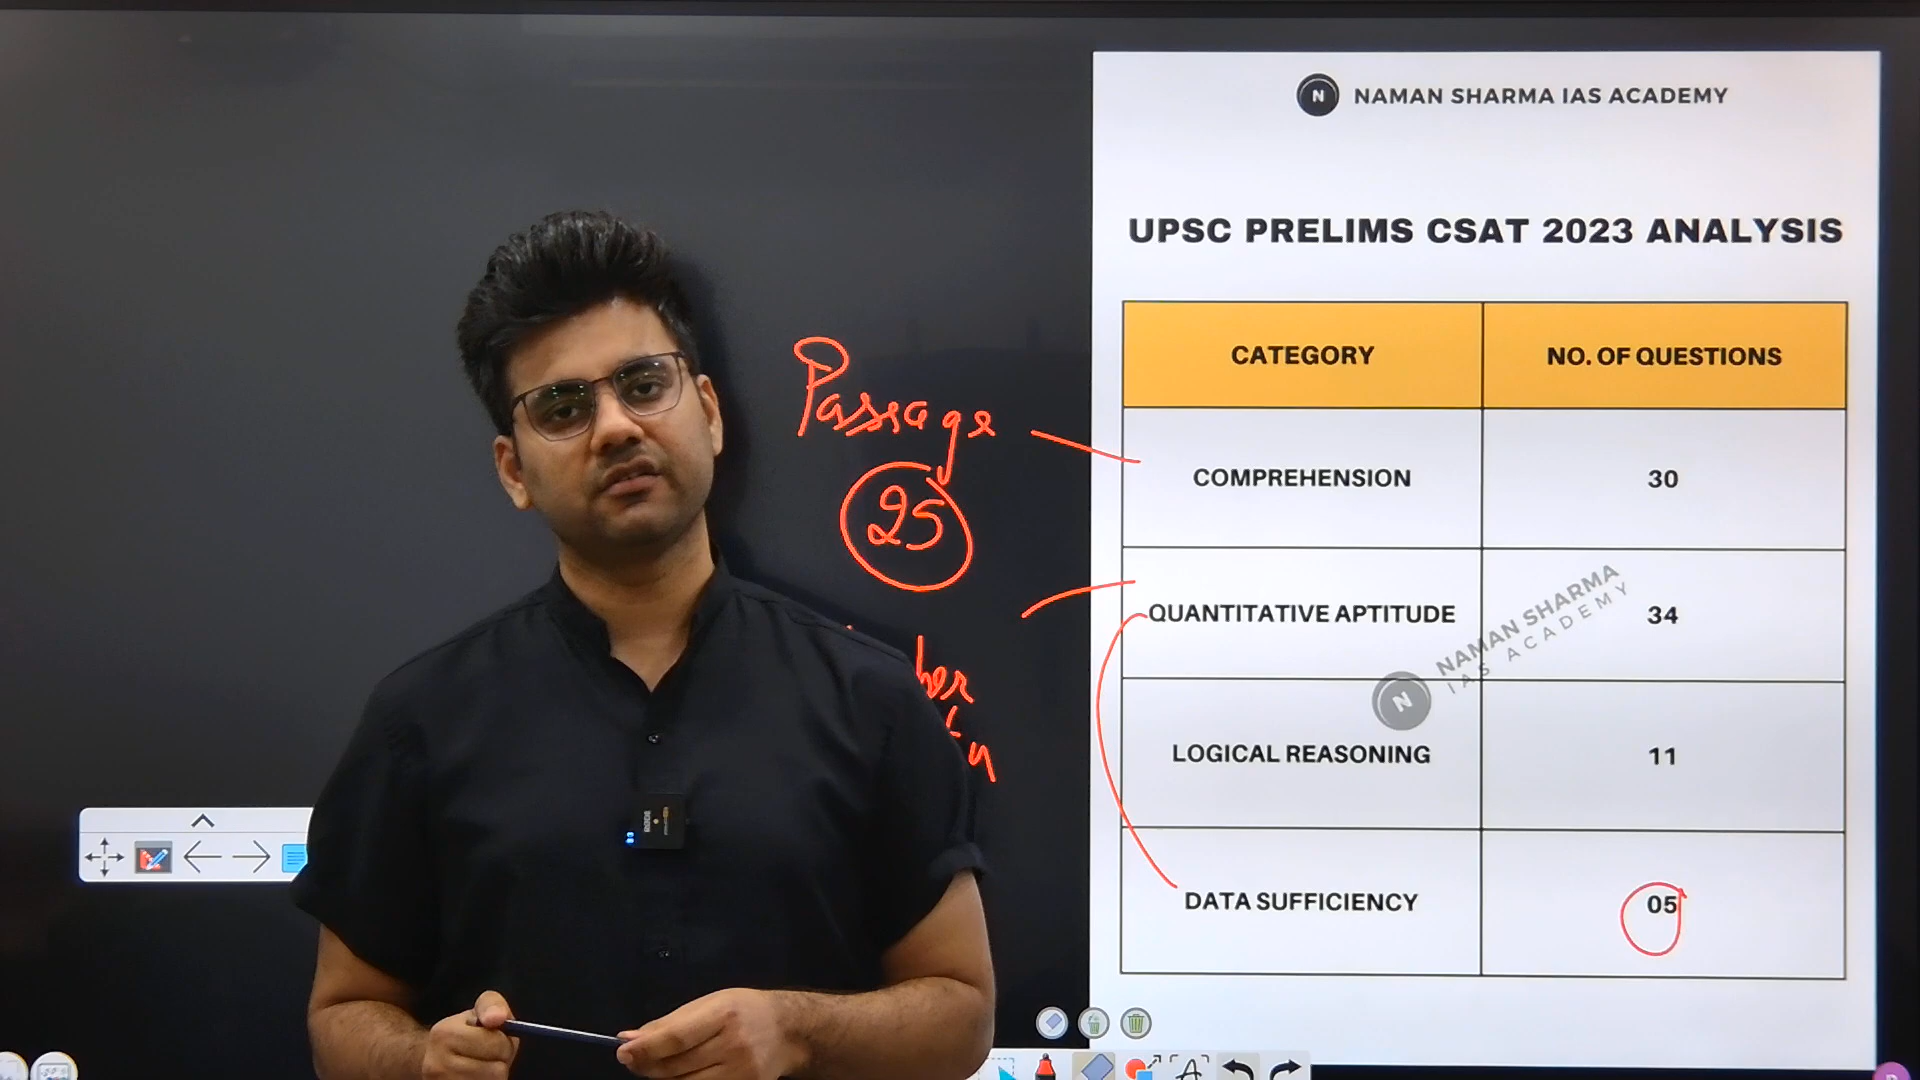 N NAMAN SHARMA IAS ACADEMY
UPSC PRELIMS CSAT 2023 ANALYSIS
CATEGORY NO. OF QUESTIONS
COMPREHENSION 30
QUANTITATIVE APTITUDE 34
LOGICAL REASONING 11
DATA SUFFICIENCY 05
N NAMAN SHARMA
IAS ACADEMY
Passage
25
ber